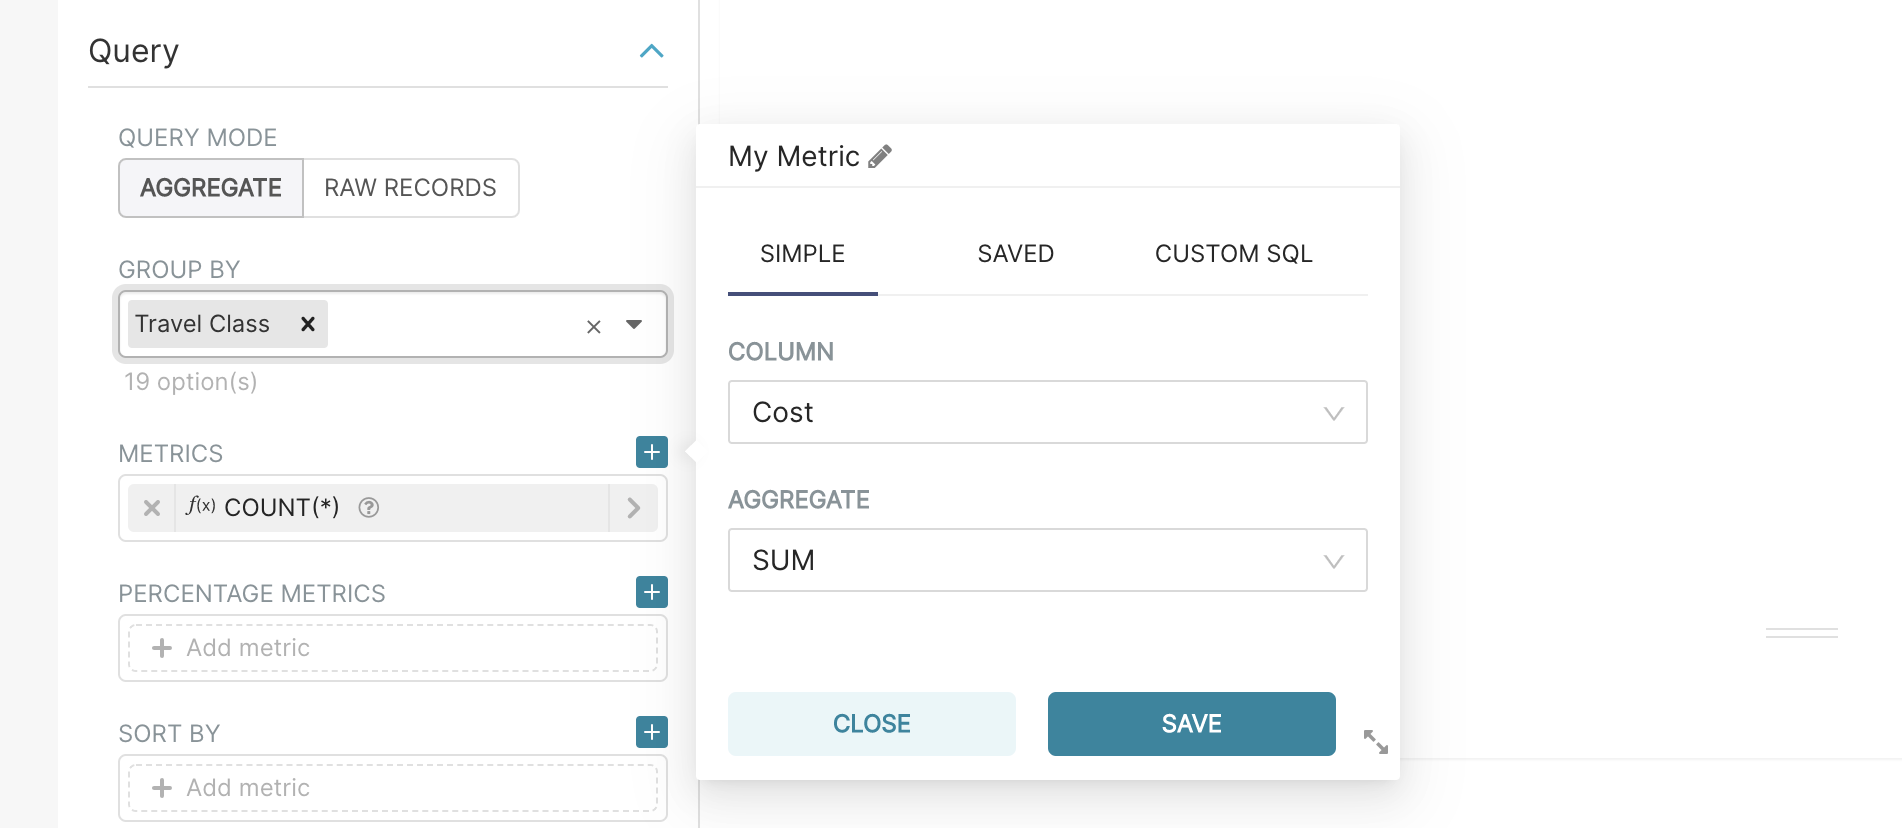 Query
QUERY MODE
AGGREGATE
RAW RECORDS
GROUP BY
Travel Class
19 option(s)
METRICS
f(x) COUNT(*)
PERCENTAGE METRICS
Add metric
SORT BY
Add metric
My Metric
SIMPLE
SAVED
CUSTOM SQL
COLUMN
Cost
AGGREGATE
SUM
CLOSE
SAVE